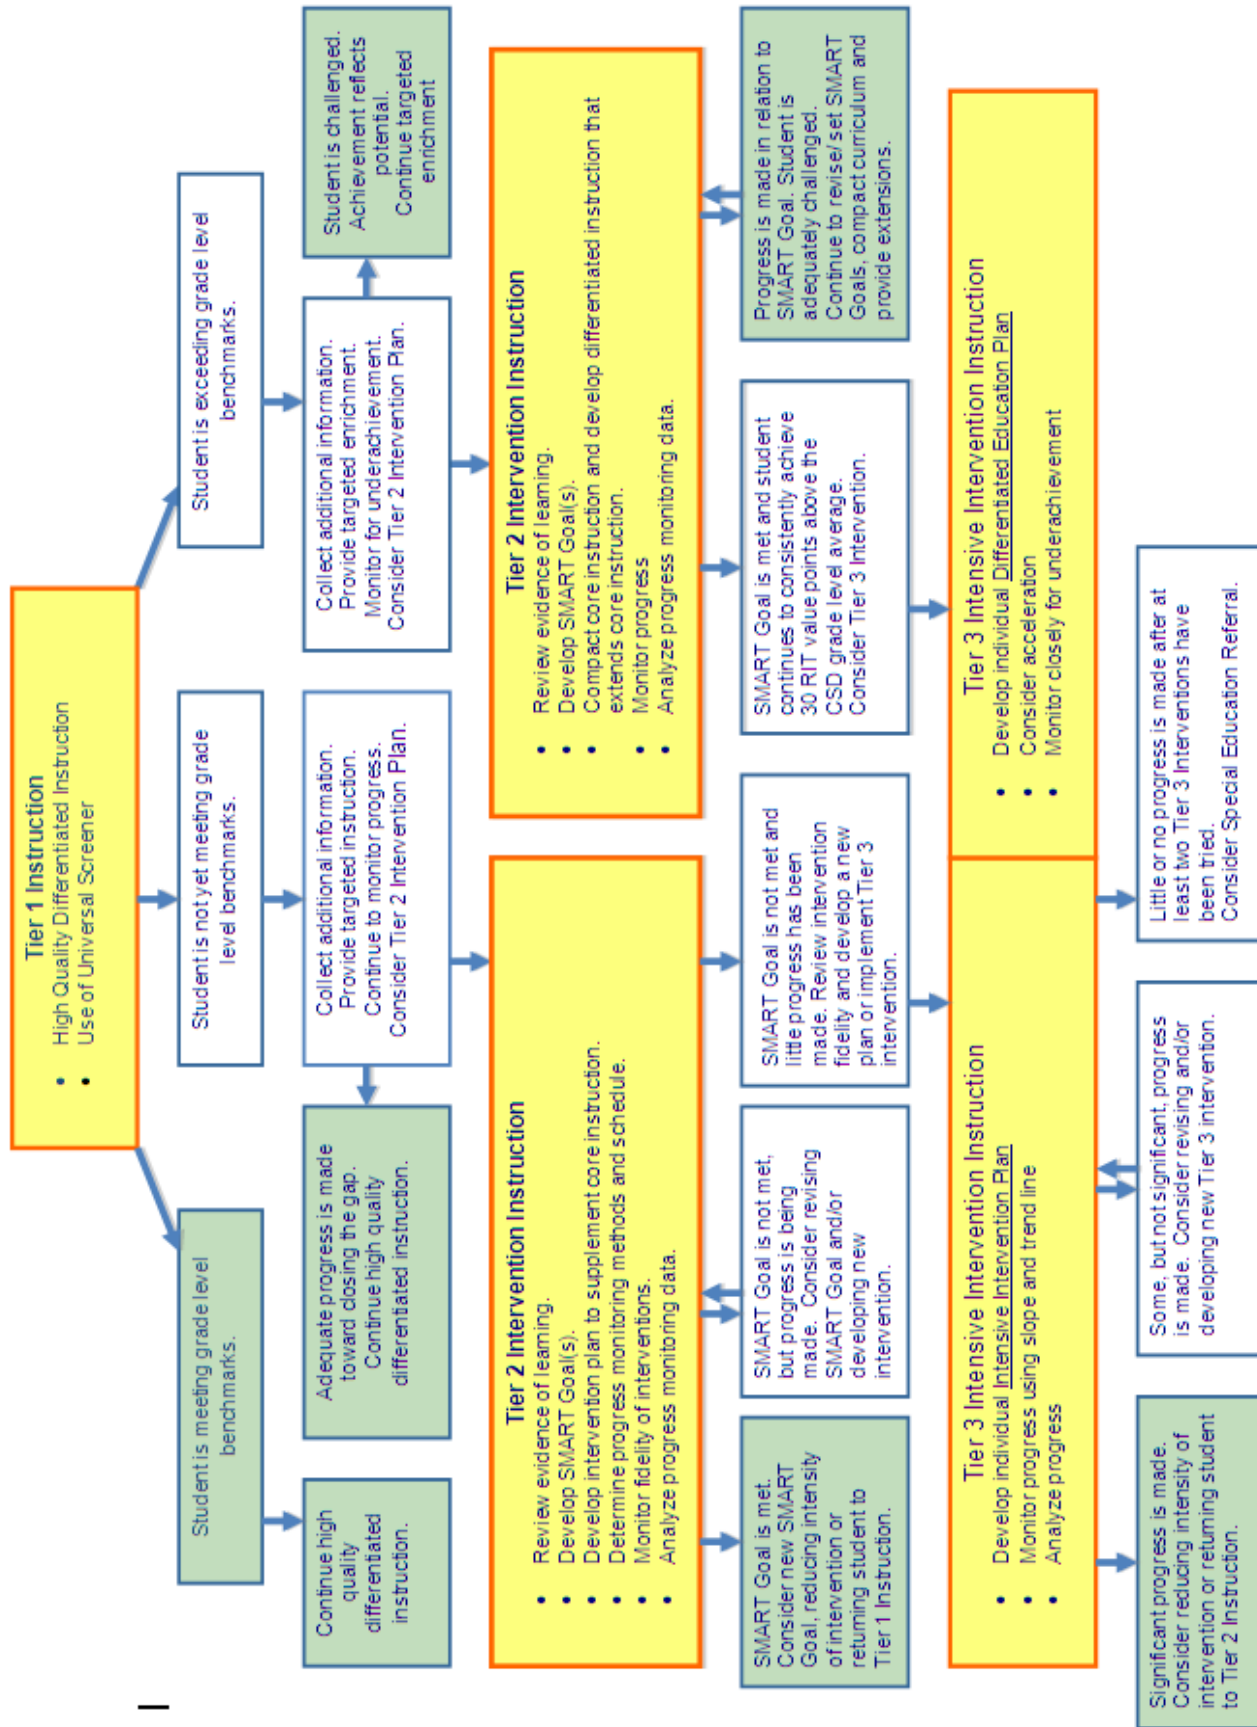 Tier 1 Instruction
• High Quality Differentiated Instruction
• Use of Universal Screener
Student is meeting grade level
benchmarks.
Student is not yet meeting grade
level benchmarks.
Student is exceeding grade level
benchmarks.
Continue high
quality
differentiated
instruction.
Adequate progress is made
toward closing the gap.
Continue high quality
differentiated instruction.
Collect additional information.
Provide targeted instruction.
Continue to monitor progress.
Consider Tier 2 Intervention Plan.
Collect additional information.
Provide targeted enrichment.
Monitor for underachievement.
Consider Tier 2 Intervention Plan.
Student is challenged.
Achievement reflects
potential.
Continue targeted
enrichment
Tier 2 Intervention Instruction
• Review evidence of learning.
• Develop SMART Goal(s).
• Develop intervention plan to supplement core instruction.
• Determine progress monitoring methods and schedule.
• Monitor fidelity of interventions.
• Analyze progress monitoring data.
Tier 2 Intervention Instruction
• Review evidence of learning.
• Develop SMART Goal(s).
• Compact core instruction and develop differentiated instruction that
extends core instruction.
• Monitor progress
• Analyze progress monitoring data.
SMART Goal is met.
Consider new SMART
Goal, reducing intensity
of intervention or
returning student to
Tier 1 Instruction.
SMART Goal is not met,
but progress is being
made. Consider revising
SMART Goal and/or
developing new
intervention.
SMART Goal is not met and
little progress has been
made. Review intervention
fidelity and develop a new
plan or implement Tier 3
intervention.
SMART Goal is met and student
continues to consistently achieve
30 RIT value points above the
CSD grade level average.
Consider Tier 3 Intervention.
Progress is made in relation to
SMART Goal. Student is
adequately challenged.
Continue to revise/ set SMART
Goals, compact curriculum and
provide extensions.
Tier 3 Intensive Intervention Instruction
• Develop individual Intensive Intervention Plan
• Monitor progress using slope and trend line
• Analyze progress
Tier 3 Intensive Intervention Instruction
• Develop individual Differentiated Education Plan
• Consider acceleration
• Monitor closely for underachievement
Significant progress is made.
Consider reducing intensity of
intervention or returning student
to Tier 2 Instruction.
Some, but not significant, progress
is made. Consider revising and/or
developing new Tier 3 intervention.
Little or no progress is made after at
least two Tier 3 Interventions have
been tried.
Consider Special Education Referral.